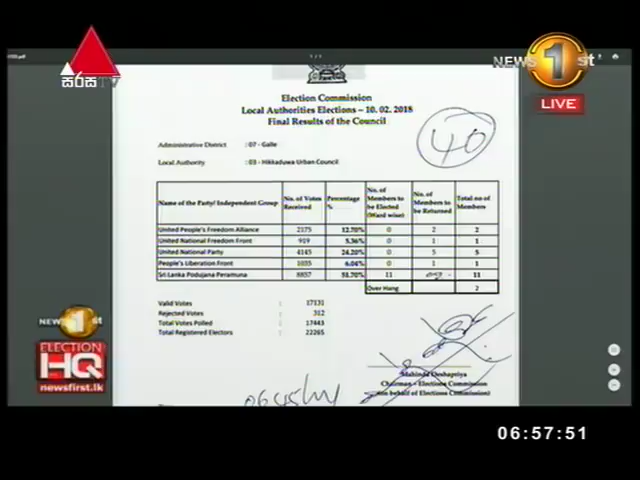 සිරස TV
NEWS 1st
LIVE
Election Commission
Local Authorities Elections – 10. 02. 2018
Final Results of the Council
40
Administrative District : 07 - Galle
Local Authority : 03 - Hikkaduwa Urban Council
Name of the Party/ Independent Group No. of Votes Received Percentage % No. of Members to be Elected (Ward wise) No. of Members to be Returned Total no of Members
United People's Freedom Alliance 2175 12.70% 0 2 2
United National Freedom Front 919 5.36% 0 1 1
United National Party 4145 24.20% 0 5 5
People's Liberation Front 1035 6.04% 0 1 1
Sri Lanka Podujana Peramuna 8857 51.70% 11 11
Over Hang 2
Valid Votes : 17131
Rejected Votes : 312
Total Votes Polled : 17443
Total Registered Electors : 22265
Mahinda Deshapriya
Chairman - Elections Commission
(on behalf of Elections Commission)
NEWS 1st
ELECTION
HQ
newsfirst.lk
06:57:51